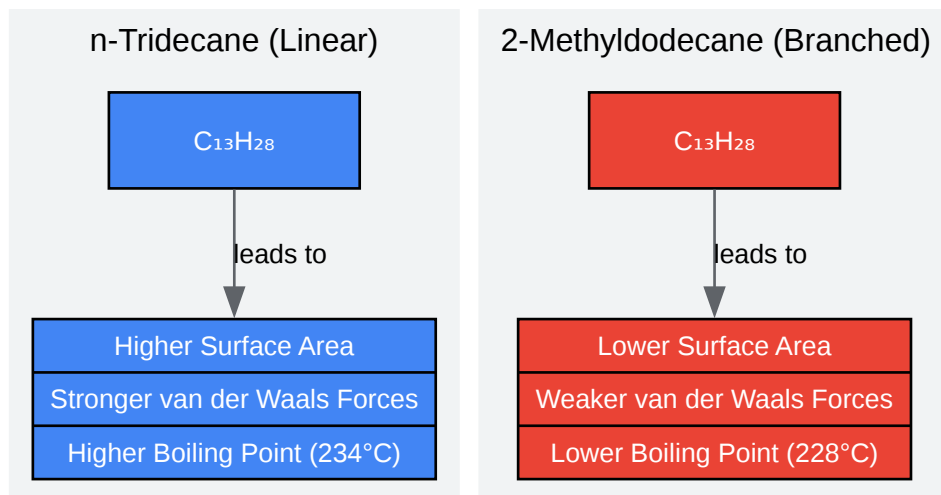 n-Tridecane (Linear)
C₁₃H₂₈
leads to
Higher Surface Area
Stronger van der Waals Forces
Higher Boiling Point (234°C)
2-Methyldodecane (Branched)
C₁₃H₂₈
leads to
Lower Surface Area
Weaker van der Waals Forces
Lower Boiling Point (228°C)